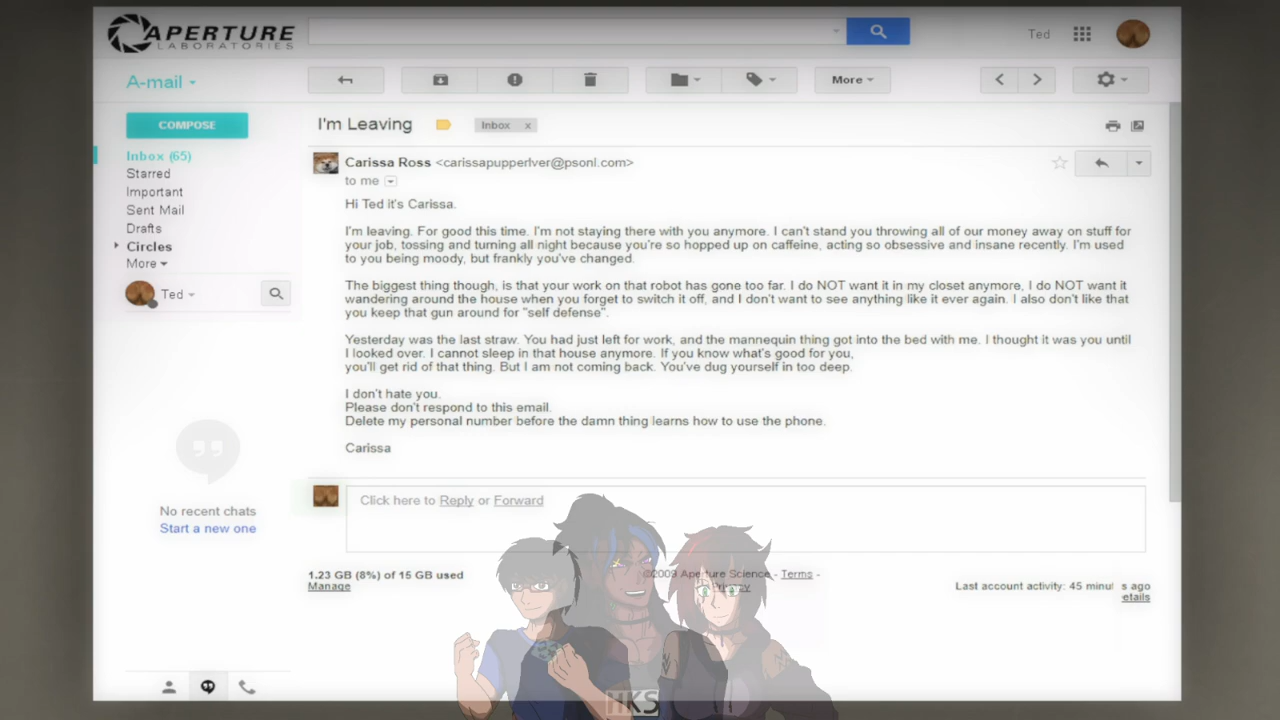 APERTURE
LABORATORIES
Ted
A-mail
More
COMPOSE
I'm Leaving
Inbox x
Inbox (65)
Starred
Important
Sent Mail
Drafts
Circles
More
Ted
Carissa Ross <carissapupperlver@psonl.com>
to me
Hi Ted it's Carissa.
I'm leaving. For good this time. I'm not staying there with you anymore. I can't stand you throwing all of our money away on stuff for
your job, tossing and turning all night because you're so hopped up on caffeine, acting so obsessive and insane recently. I'm used
to you being moody, but frankly you've changed.
The biggest thing though, is that your work on that robot has gone too far. I do NOT want it in my closet anymore, I do NOT want it
wandering around the house when you forget to switch it off, and I don't want to see anything like it ever again. I also don't like that
you keep that gun around for "self defense".
Yesterday was the last straw. You had just left for work, and the mannequin thing got into the bed with me. I thought it was you until
I looked over. I cannot sleep in that house anymore. If you know what's good for you,
you'll get rid of that thing. But I am not coming back. You've dug yourself in too deep.
I don't hate you.
Please don't respond to this email.
Delete my personal number before the damn thing learns how to use the phone.
Carissa
No recent chats
Start a new one
Click here to Reply or Forward
1.23 GB (8%) of 15 GB used
Manage
©2009 Aperture Science - Terms -
Privacy
Last account activity: 45 minut s ago
etails
HKS